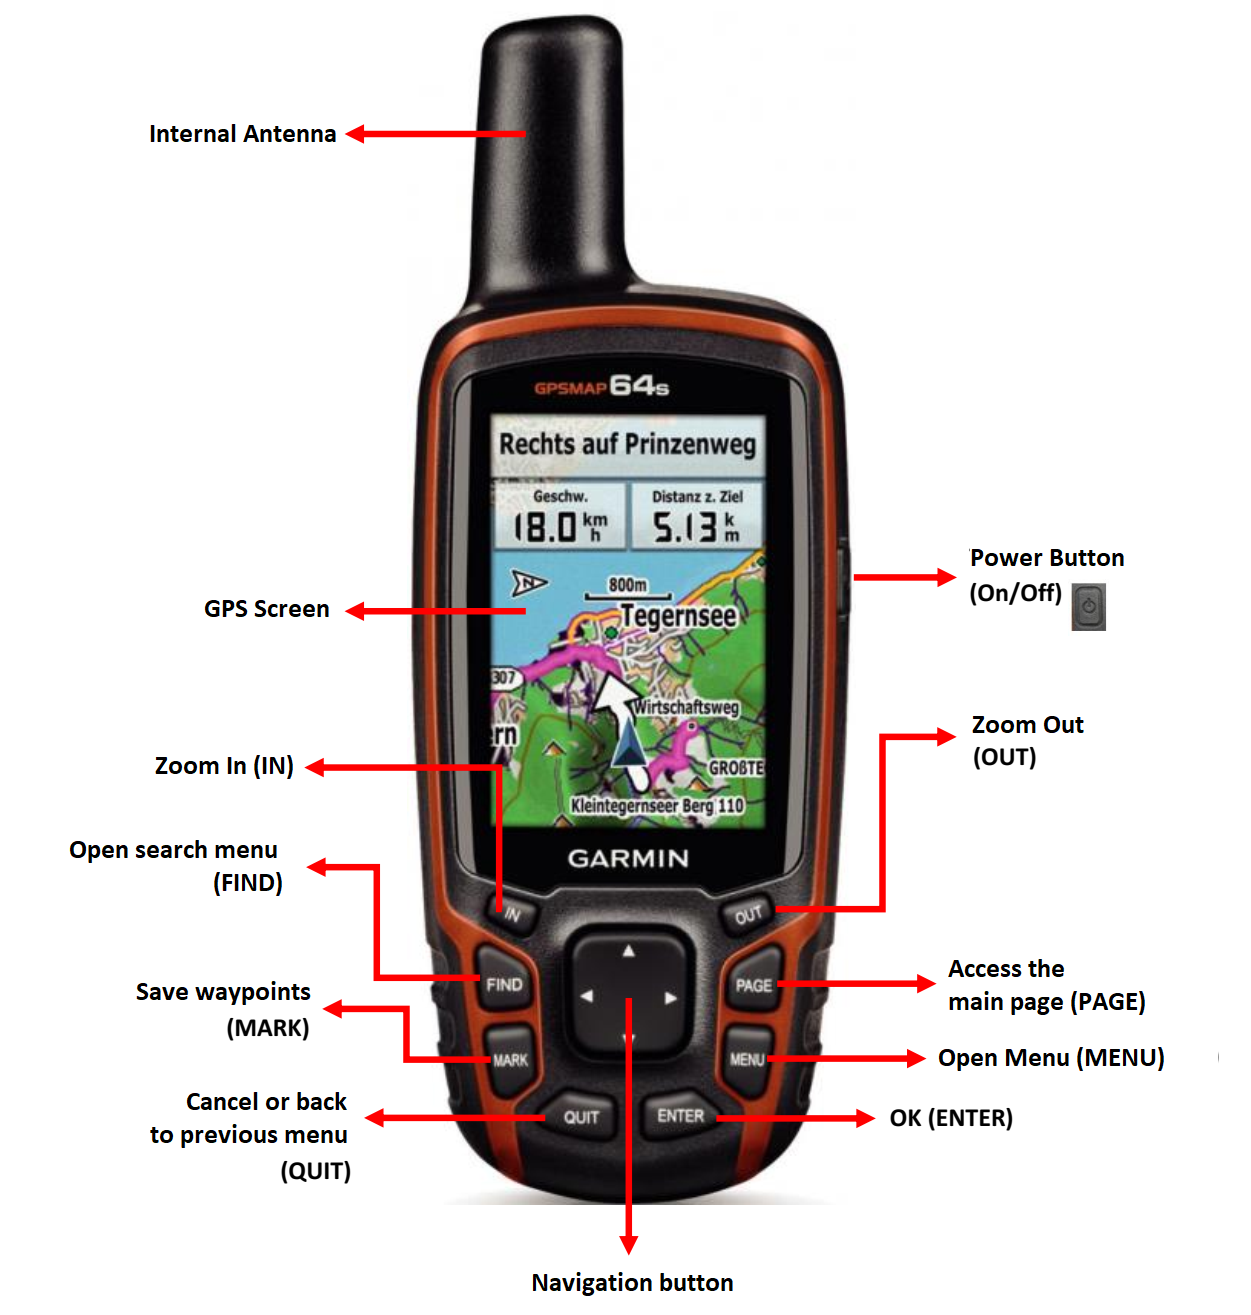 Internal Antenna
GPSMAP 64s
Rechts auf Prinzenweg
Geschw.
18.0 km h
Distanz z. Ziel
5.13 k m
N
800m
Tegernsee
307
Wirtschaftsweg
rn
GROßTE
Kleintegernseer Berg 110
GARMIN
GPS Screen
Power Button
(On/Off)
Zoom In (IN)
Zoom Out
(OUT)
Open search menu
(FIND)
IN
OUT
FIND
PAGE
Access the
main page (PAGE)
Save waypoints
(MARK)
MARK
MENU
Open Menu (MENU)
Cancel or back
to previous menu
(QUIT)
QUIT
ENTER
OK (ENTER)
Navigation button